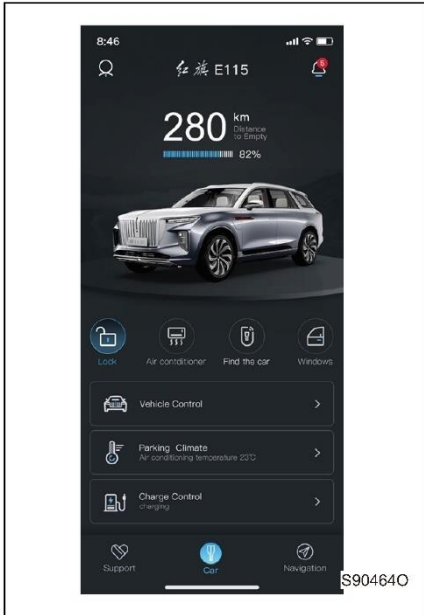 8:46
红旗 E115
5
280 km
Distance
to Empty
82%
Lock
Air conditioner
Find the car
Windows
Vehicle Control
Parking Climate
Air conditioning temperature 23°C
Charge Control
charging
Support
Car
Navigation
S90464O